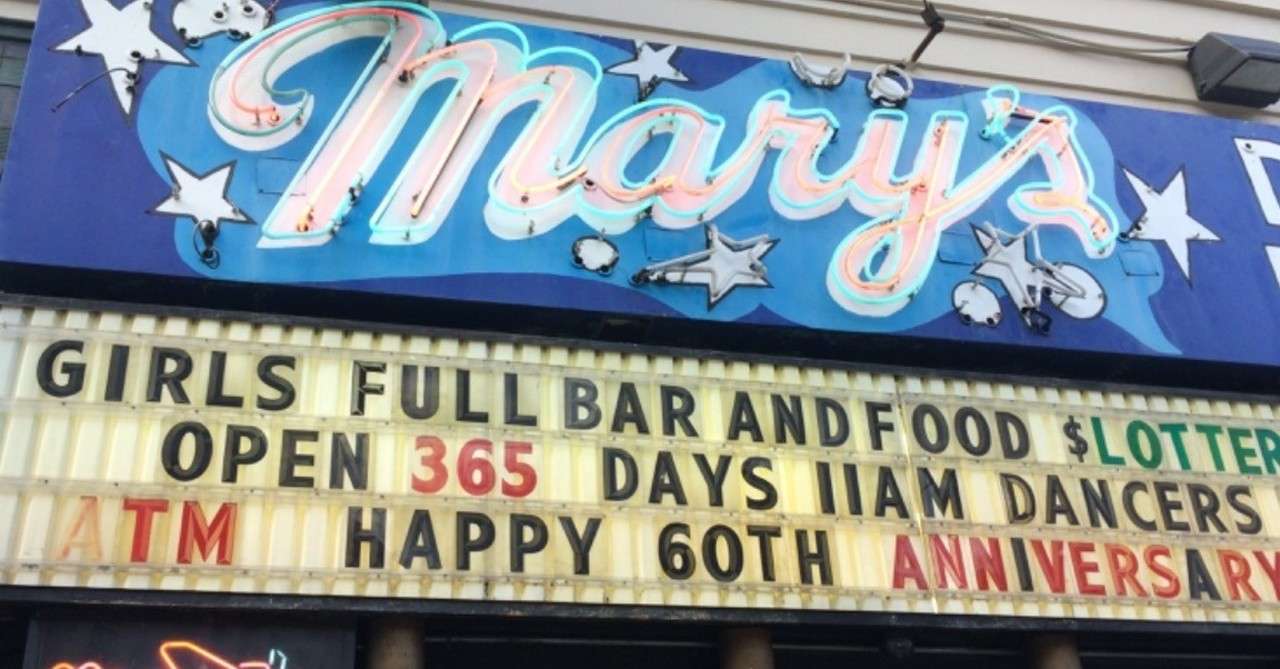 Mary's
GIRLS FULL BAR AND FOOD $LOTTER
OPEN 365 DAYS 11AM DANCERS
ATM HAPPY 60TH ANNIVERSARY